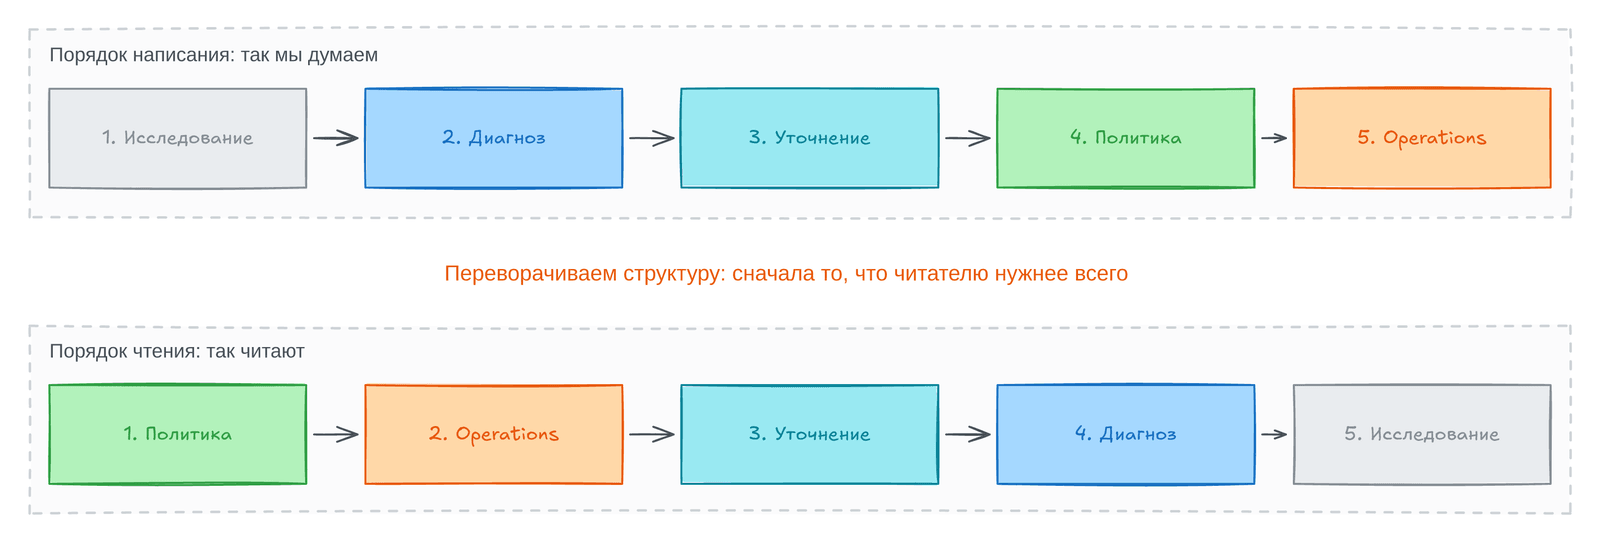 Порядок написания: так мы думаем
1. Исследование
2. Диагноз
3. Уточнение
4. Политика
5. Operations
Переворачиваем структуру: сначала то, что читателю нужнее всего
Порядок чтения: так читают
1. Политика
2. Operations
3. Уточнение
4. Диагноз
5. Исследование